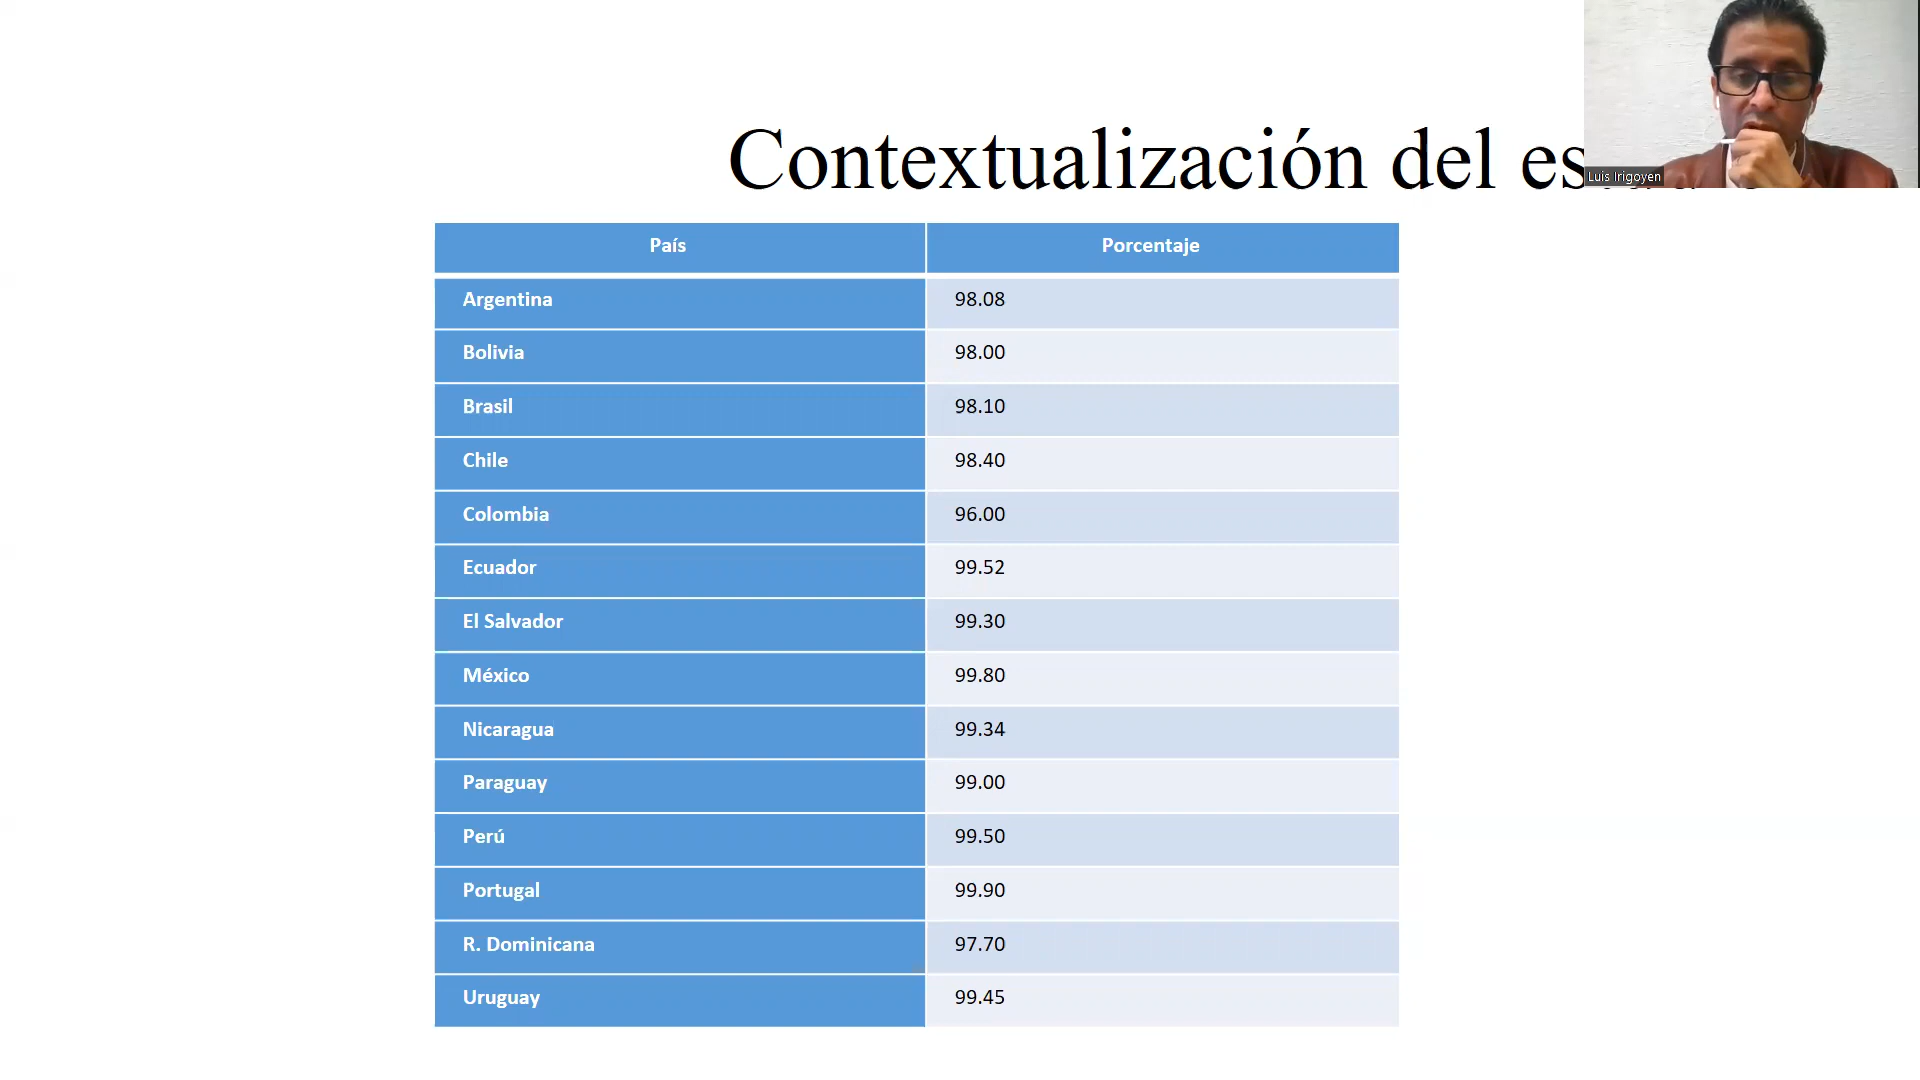 Contextualización del
Luis Irigoyen
País Porcentaje
Argentina 98.08
Bolivia 98.00
Brasil 98.10
Chile 98.40
Colombia 96.00
Ecuador 99.52
El Salvador 99.30
México 99.80
Nicaragua 99.34
Paraguay 99.00
Perú 99.50
Portugal 99.90
R. Dominicana 97.70
Uruguay 99.45